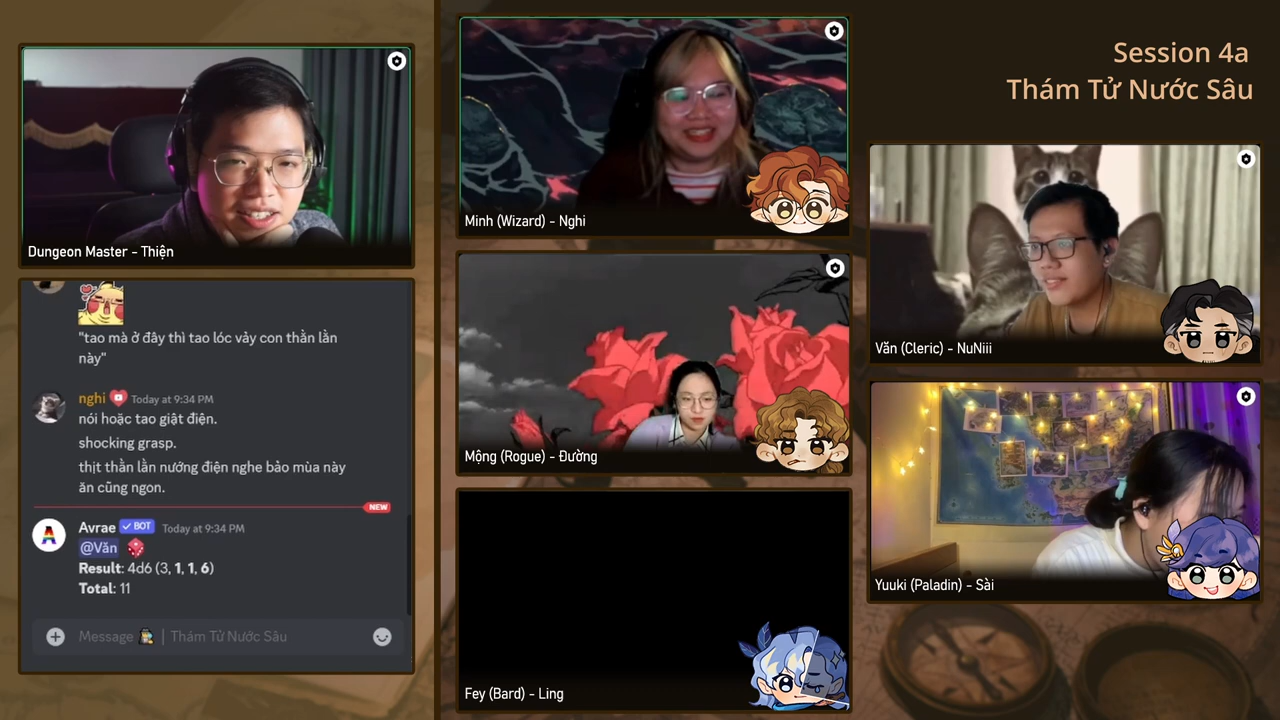 Session 4a
Thám Tử Nước Sâu
Dungeon Master - Thiện
Minh (Wizard) - Nghi
Văn (Cleric) - NuNiii
Mộng (Rogue) - Đường
Yuuki (Paladin) - Sài
Fey (Bard) - Ling
"tao mà ở đây thì tao lóc vảy con thằn lằn
này"
nghi Today at 9:34 PM
nói hoặc tao giật điện.
shocking grasp.
thịt thằn lằn nướng điện nghe bảo mùa này
ăn cũng ngon.
NEW
Avrae BOT Today at 9:34 PM
@Văn
Result: 4d6 (3, 1, 1, 6)
Total: 11
Message | Thám Tử Nước Sâu